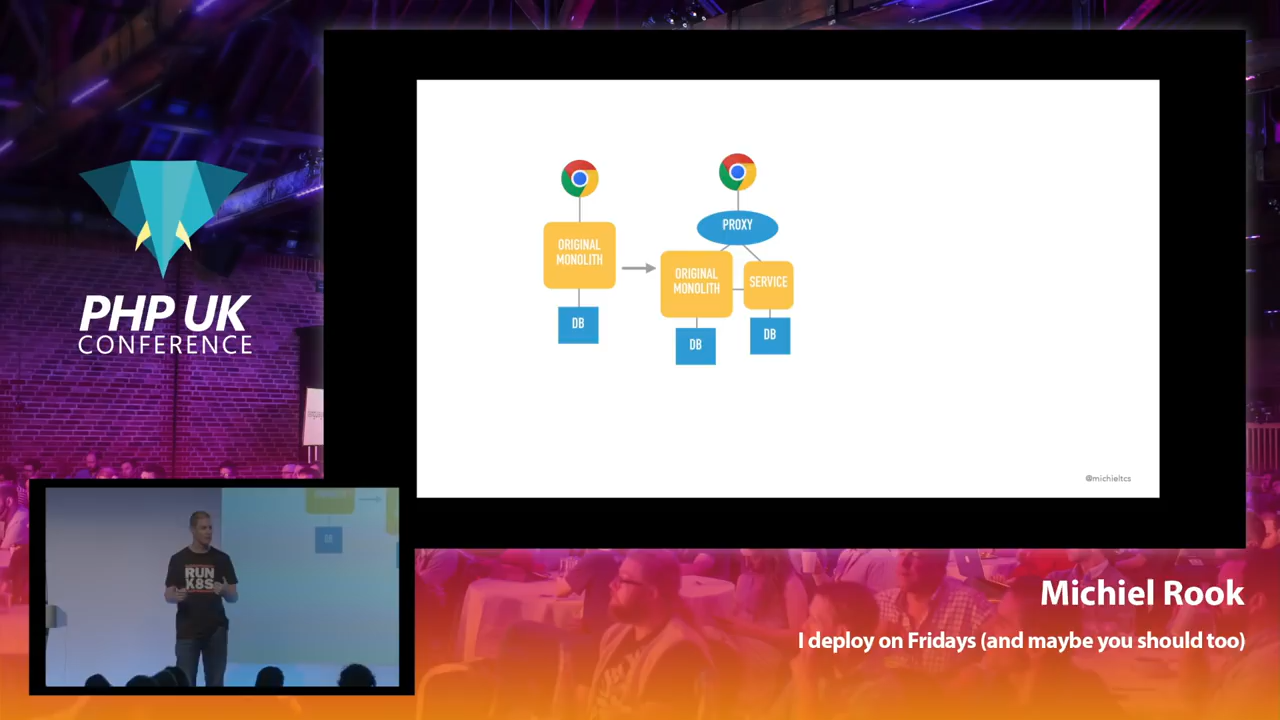 PHP UK
CONFERENCE
ORIGINAL
MONOLITH
DB
PROXY
ORIGINAL
MONOLITH
SERVICE
DB
DB
@michieltcs
RUN
K8S
Michiel Rook
I deploy on Fridays (and maybe you should too)